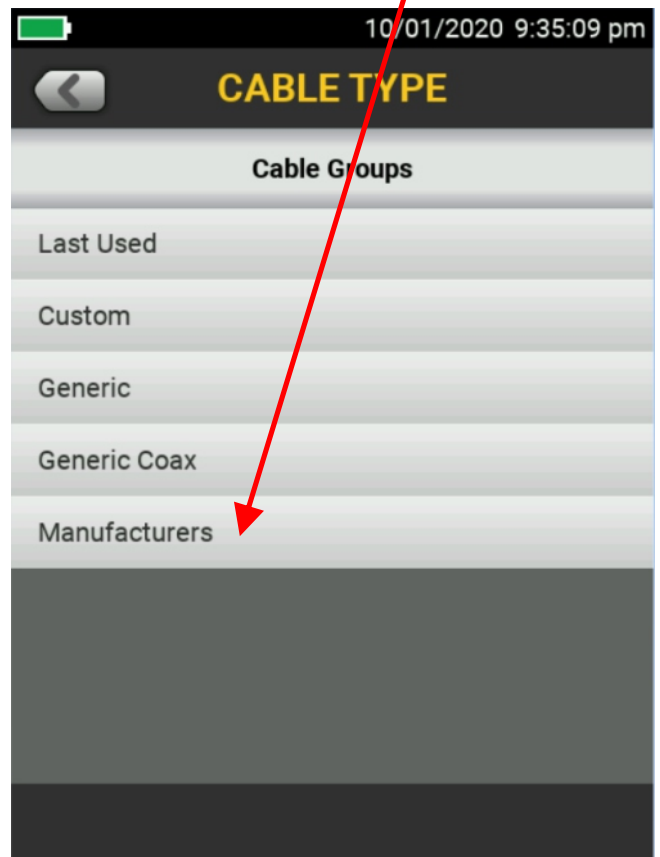 10/01/2020 9:35:09 pm
CABLE TYPE
Cable Groups
Last Used
Custom
Generic
Generic Coax
Manufacturers